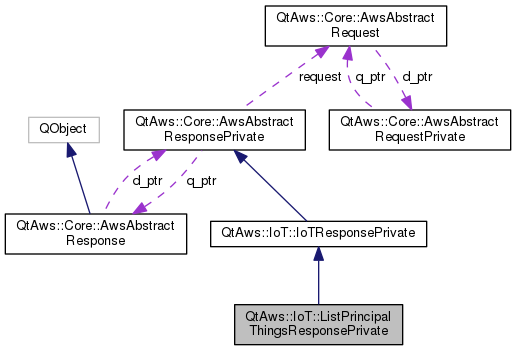 QtAws::Core::AwsAbstract
Request
request
q_ptr
d_ptr
QObject
QtAws::Core::AwsAbstract
ResponsePrivate
QtAws::Core::AwsAbstract
RequestPrivate
d_ptr
q_ptr
QtAws::Core::AwsAbstract
Response
QtAws::IoT::IoTResponsePrivate
QtAws::IoT::ListPrincipal
ThingsResponsePrivate